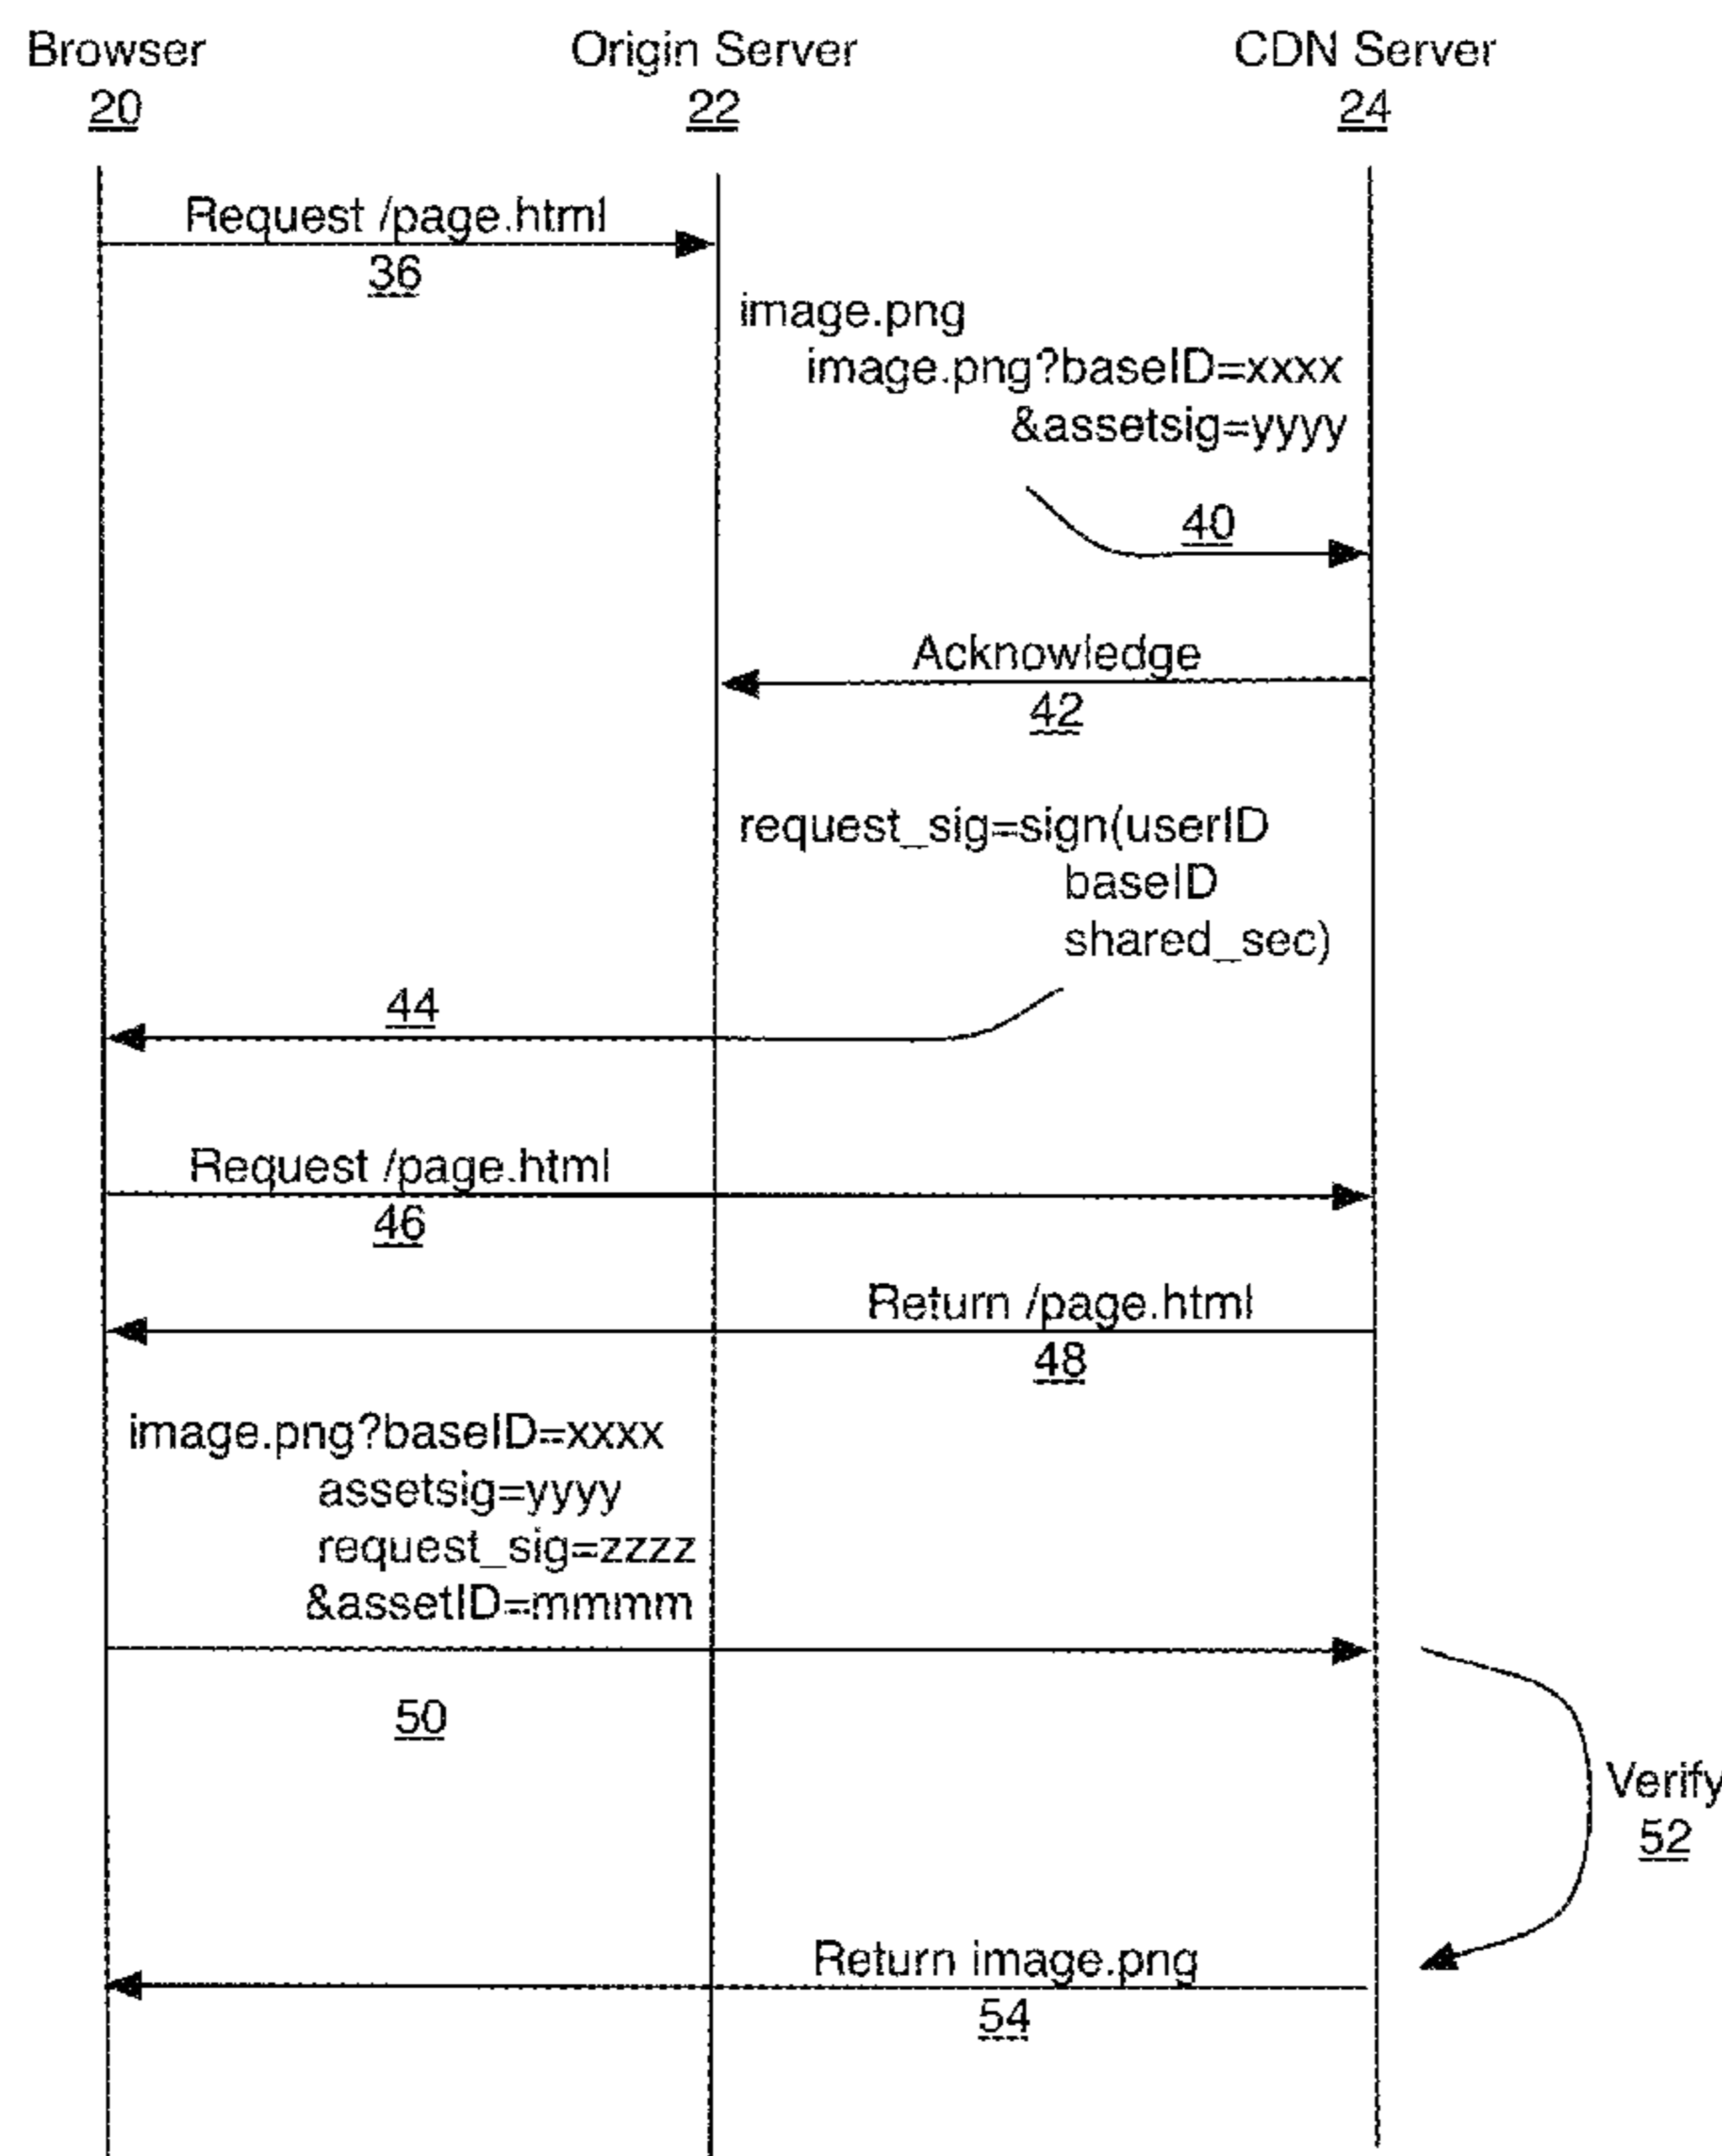 Browser Origin Server CDN Server
20 22 24
Request /page.html
36
image.png
image.png?baseID=xxxx
&assetsig=yyyy
40
Acknowledge
42
request_sig=sign(userID
baseID
shared_sec)
44
Request /page.html
46
Return /page.html
48
image.png?baseID=xxxx
assetsig=yyyy
request_sig=zzzz
&assetID=mmmm
50
Verify
52
Return image.png
54